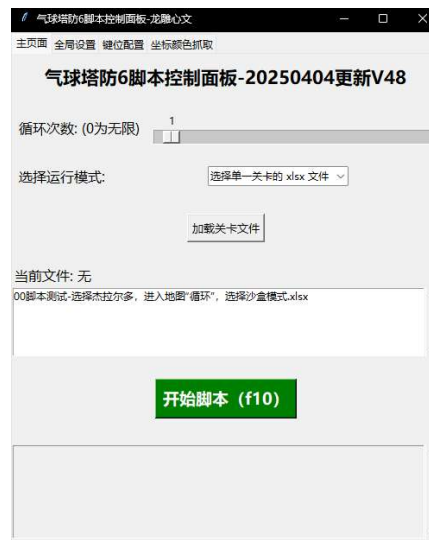 气球塔防6脚本控制面板-龙雕心文
主页面 全局设置 键位配置 坐标颜色抓取
气球塔防6脚本控制面板-20250404更新V48
循环次数: (0为无限) 1
选择运行模式: 选择单一关卡的 xlsx 文件
加载关卡文件
当前文件: 无
00脚本测试-选择杰拉尔多，进入地图“循环”，选择沙盒模式.xlsx
开始脚本（f10）